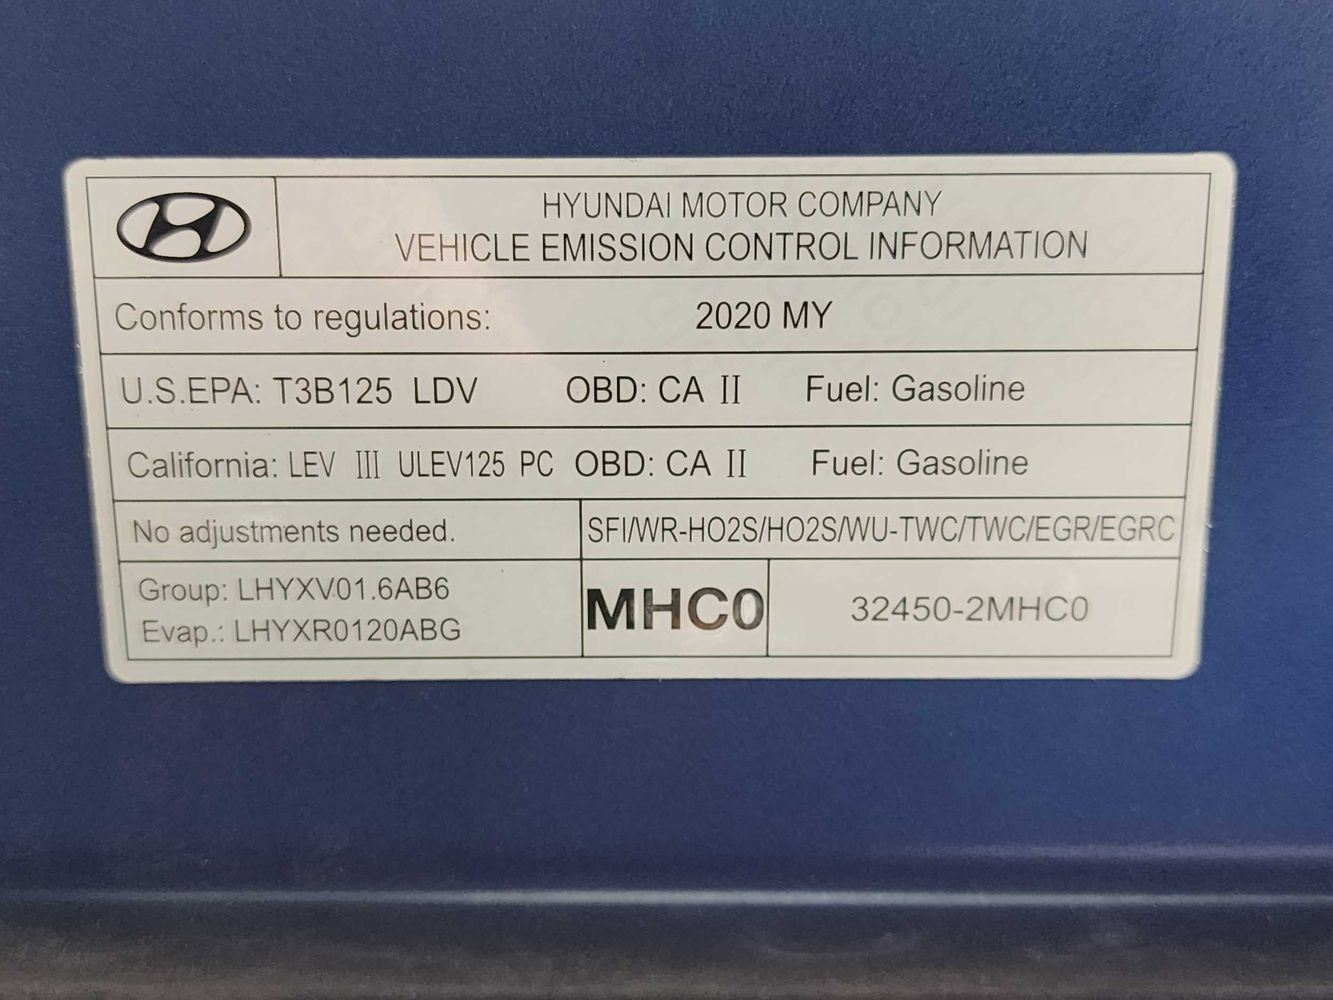 HYUNDAI MOTOR COMPANY
VEHICLE EMISSION CONTROL INFORMATION
Conforms to regulations: 2020 MY
U.S.EPA: T3B125 LDV OBD: CA II Fuel: Gasoline
California: LEV III ULEV125 PC OBD: CA II Fuel: Gasoline
No adjustments needed. SFI/WR-HO2S/HO2S/WU-TWC/TWC/EGR/EGRC
Group: LHYXV01.6AB6
Evap.: LHYXR0120ABG
MHC0 32450-2MHC0